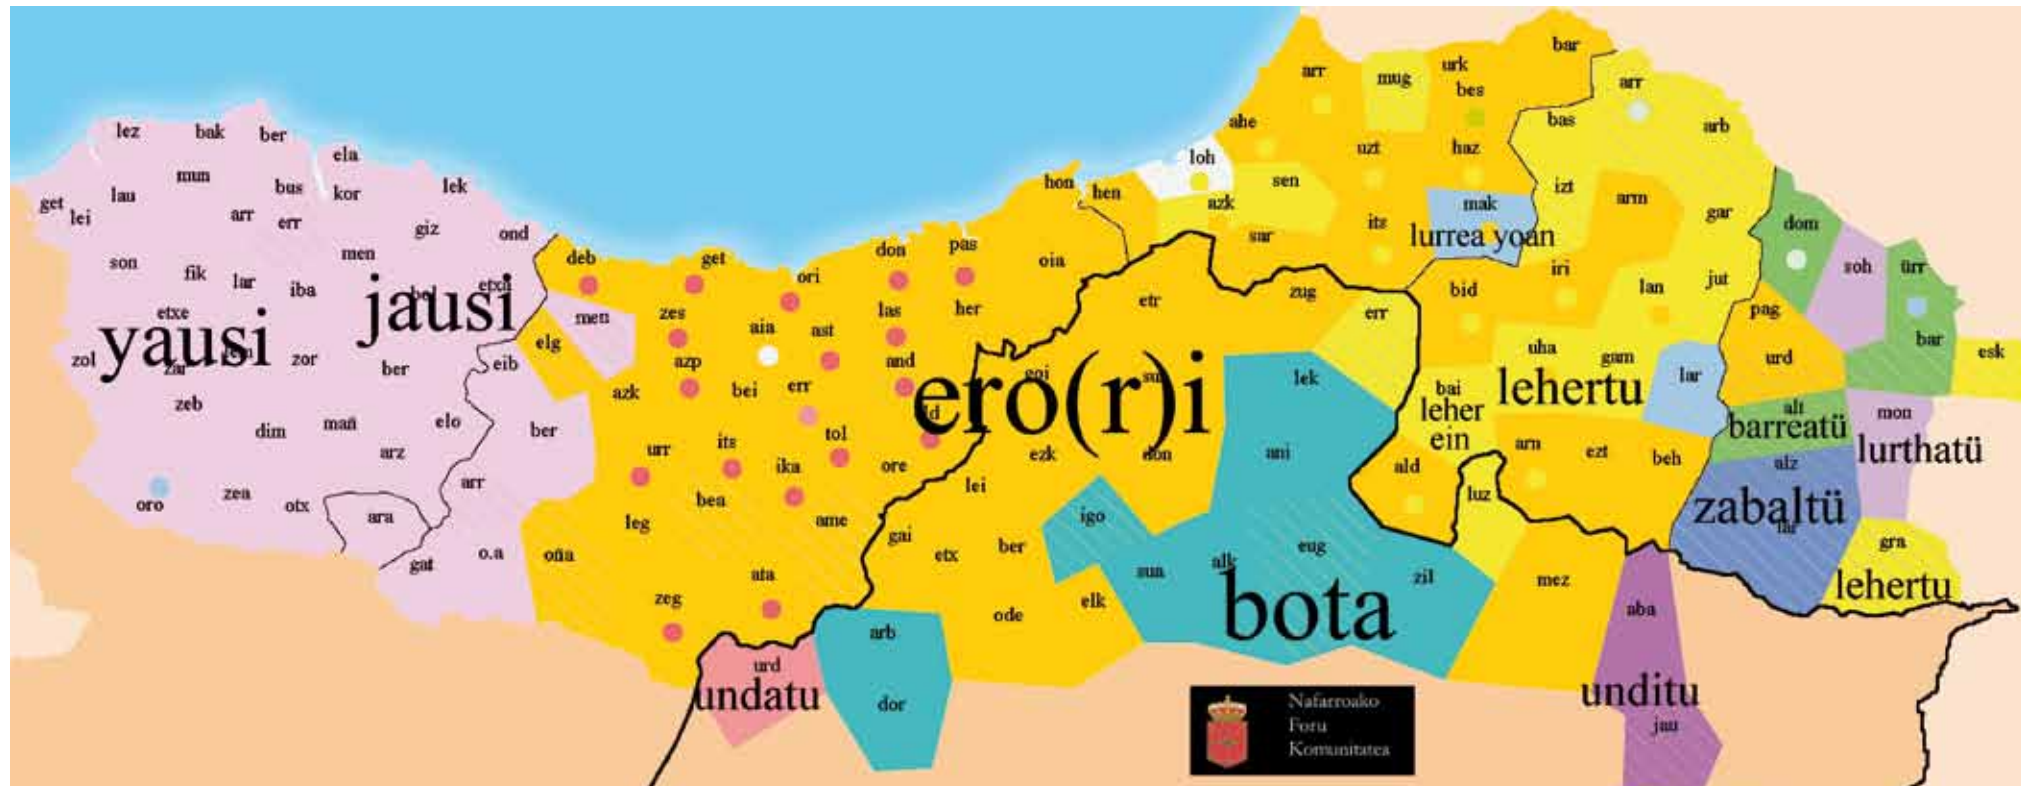 lez
bak
ber
ela
mun
lau
bus
kor
lek
get
lei
arr
err
giz
ond
men
son
fik
lar
iba
etxe
yausi
jausi
zol
zor
ber
eib
zeb
dim
mañ
elo
ber
arz
arr
oro
zea
otx
ara
gat
o.a
oña
deb
get
ori
don
pas
hon
hen
oia
men
zes
aia
ast
las
her
elg
azp
bei
err
and
azk
urr
its
ika
tol
ore
bea
leg
ame
ata
zeg
ero(r)i
etr
zug
err
goi
ezk
don
lei
gai
etx
ber
ode
elk
igo
sun
alk
eug
zil
lek
ani
bota
arb
dor
urd
undatu
mez
aba
unditu
jau
Nafarroako
Foru
Komunitatea
bar
arr
mug
urk
bes
ahe
uzt
haz
loh
sen
azk
sar
its
mak
lurrea yoan
arr
bas
arb
izt
arm
gar
iri
bid
lan
jut
uha
gam
lar
bai
leher
ein
lehertu
ald
luz
arn
ezt
beh
dom
soh
ürr
pag
urd
bar
esk
alt
barreatü
mon
lurthatü
alz
zabaltü
gra
lehertu